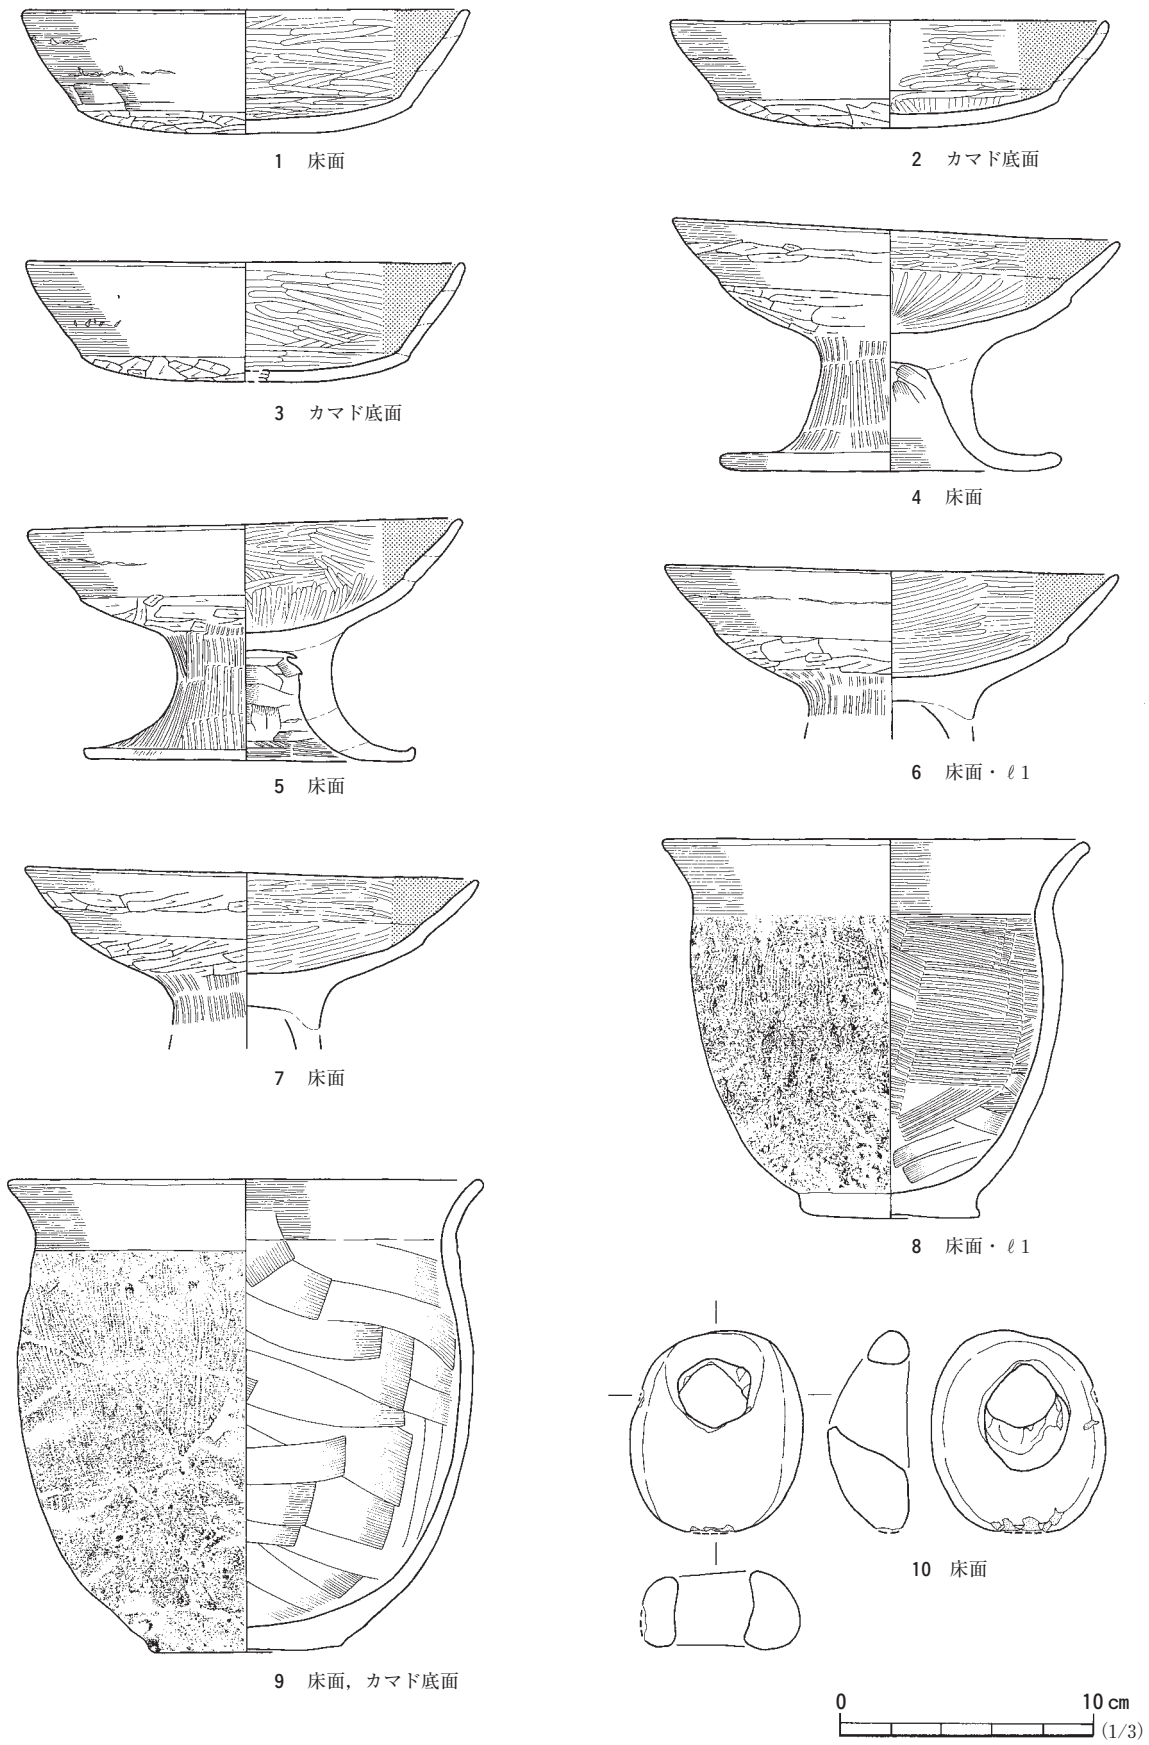 1 床面
2 カマド底面
3 カマド底面
4 床面
5 床面
6 床面・ℓ1
7 床面
8 床面・ℓ1
9 床面，カマド底面
10 床面
0 10 cm
(1/3)